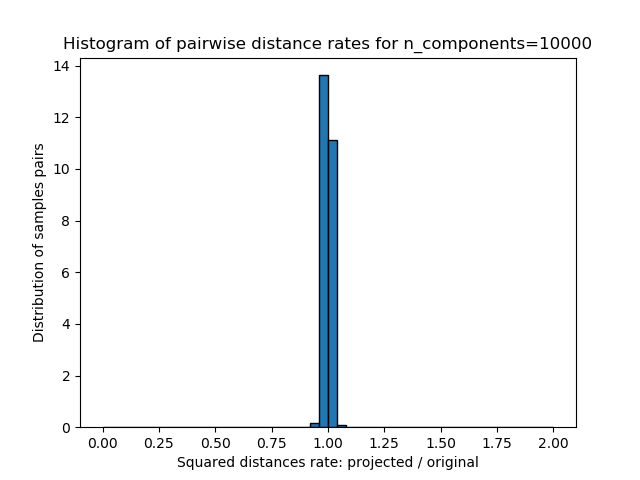 Histogram of pairwise distance rates for n_components=10000
14
12
10
8
6
4
2
0
Distribution of samples pairs
0.00 0.25 0.50 0.75 1.00 1.25 1.50 1.75 2.00
Squared distances rate: projected / original